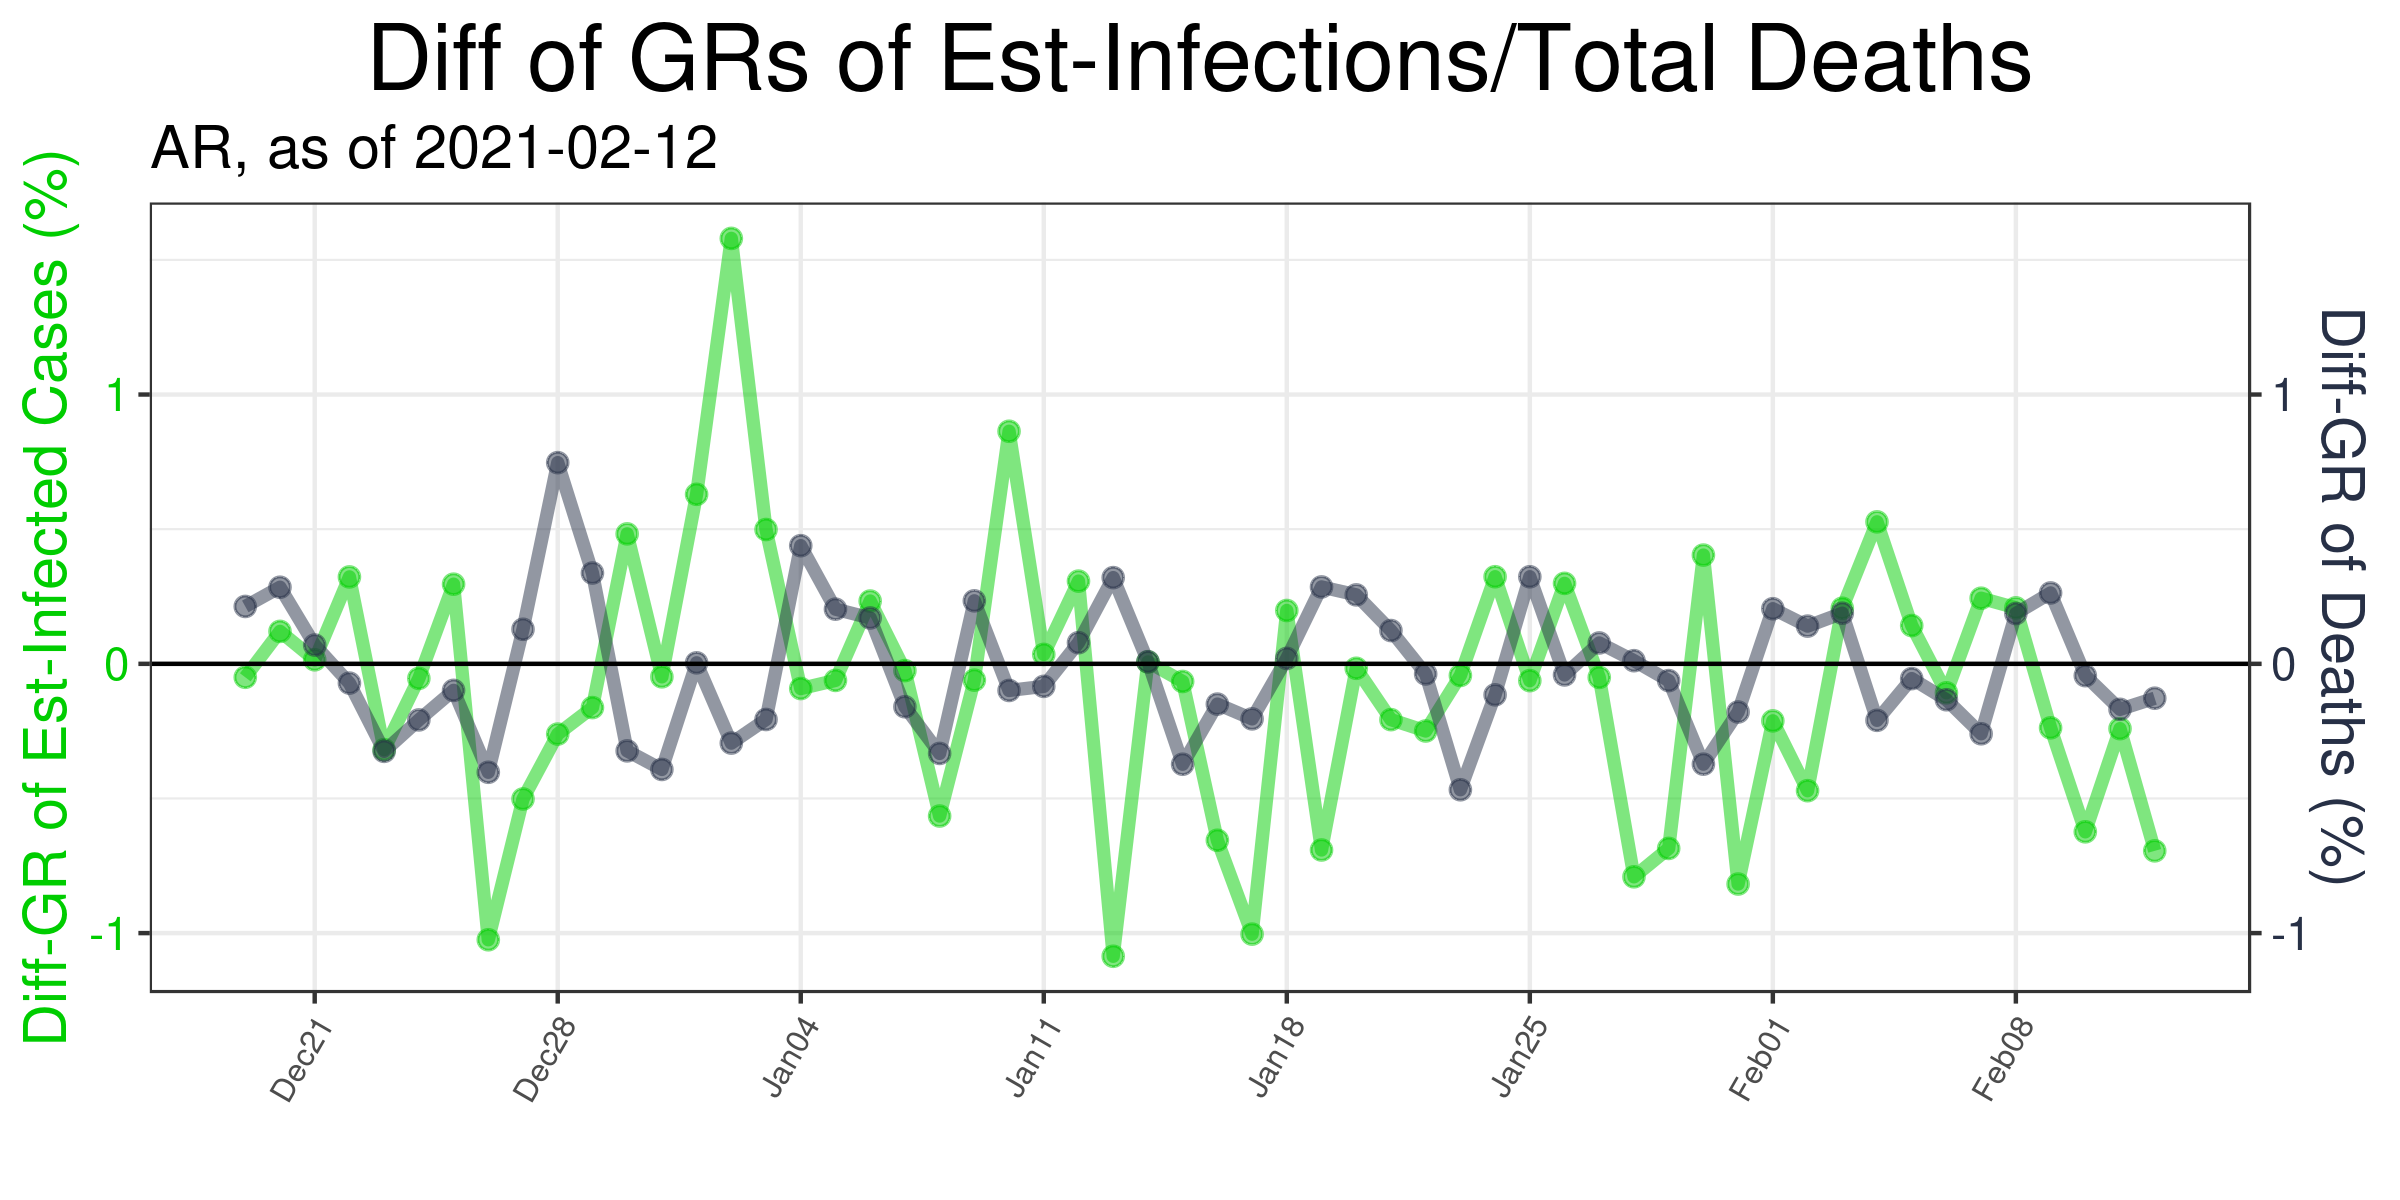 Diff of GRs of Est-Infections/Total Deaths
AR, as of 2021-02-12
Diff-GR of Est-Infected Cases (%)
1
0
-1
1
0
-1
Diff-GR of Deaths (%)
Dec21
Dec28
Jan04
Jan11
Jan18
Jan25
Feb01
Feb08